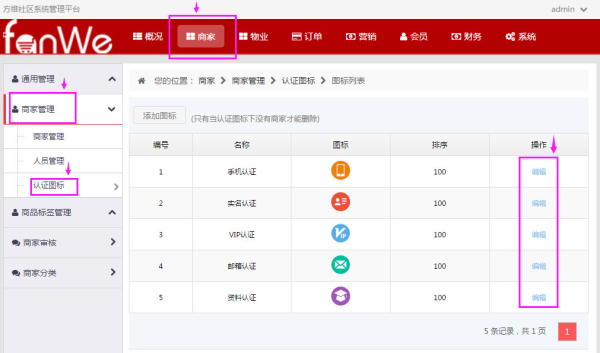 方维社区系统管理平台
admin
fanWe
概况 商家 物业 订单 营销 会员 财务 系统
通用管理
商家管理
商家管理
人员管理
认证图标
商品标签管理
商家审核
商家分类
您的位置： 商家 > 商家管理 > 认证图标 > 图标列表
添加图标 (只有当认证图标下没有商家才能删除)
编号 名称 图标 排序 操作
1 手机认证 100 编辑
2 实名认证 100 编辑
3 VIP认证 VIP 100 编辑
4 邮箱认证 100 编辑
5 资料认证 100 编辑
5 条记录，共 1 页 1